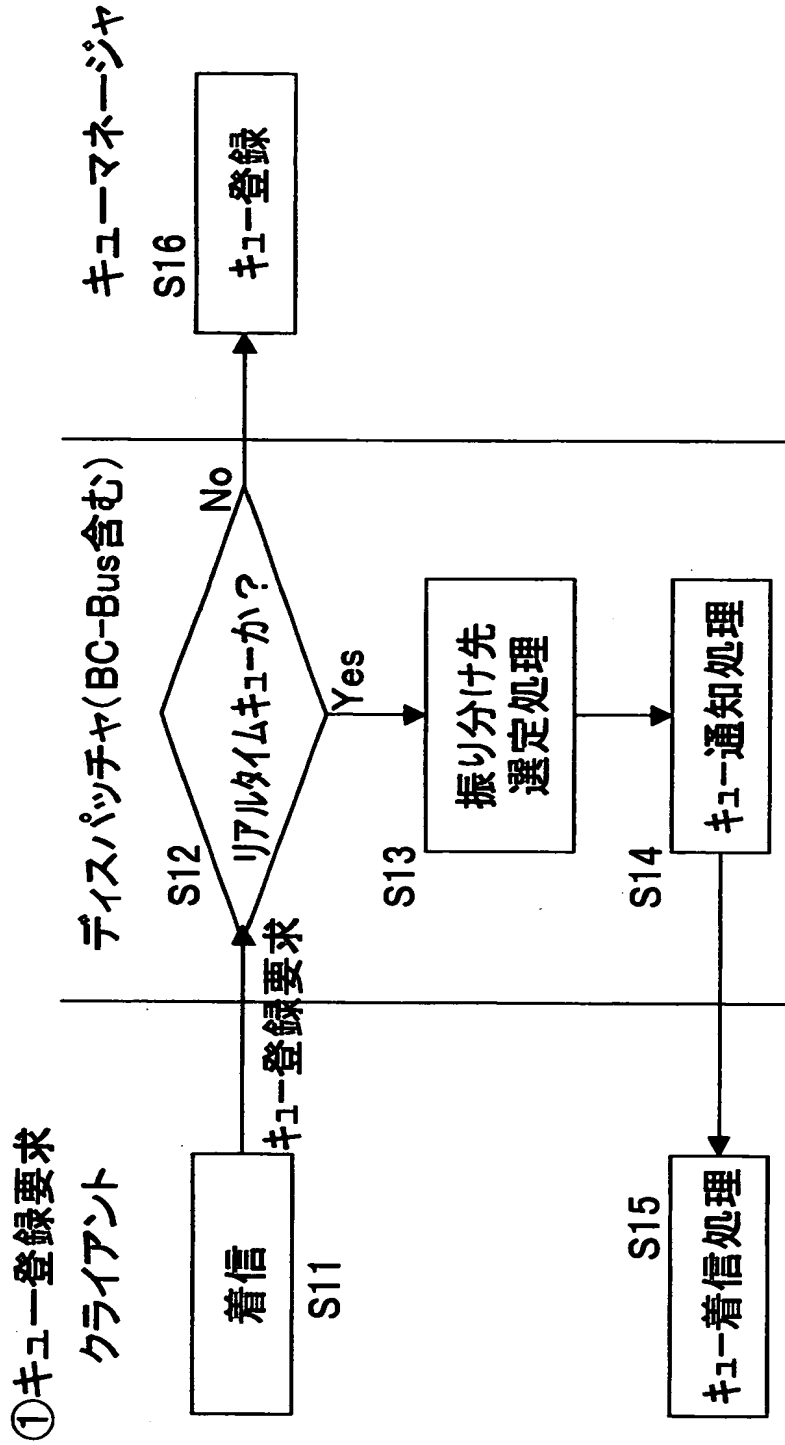 ①キュー登録要求
クライアント
ディスパッチャ(BC-Bus含む)
キューマネージャ
着信
S11
キュー登録要求
S12
リアルタイムキューか?
No
Yes
S16
キュー登録
S13
振り分け先
選定処理
S14
キュー通知処理
S15
キュー着信処理